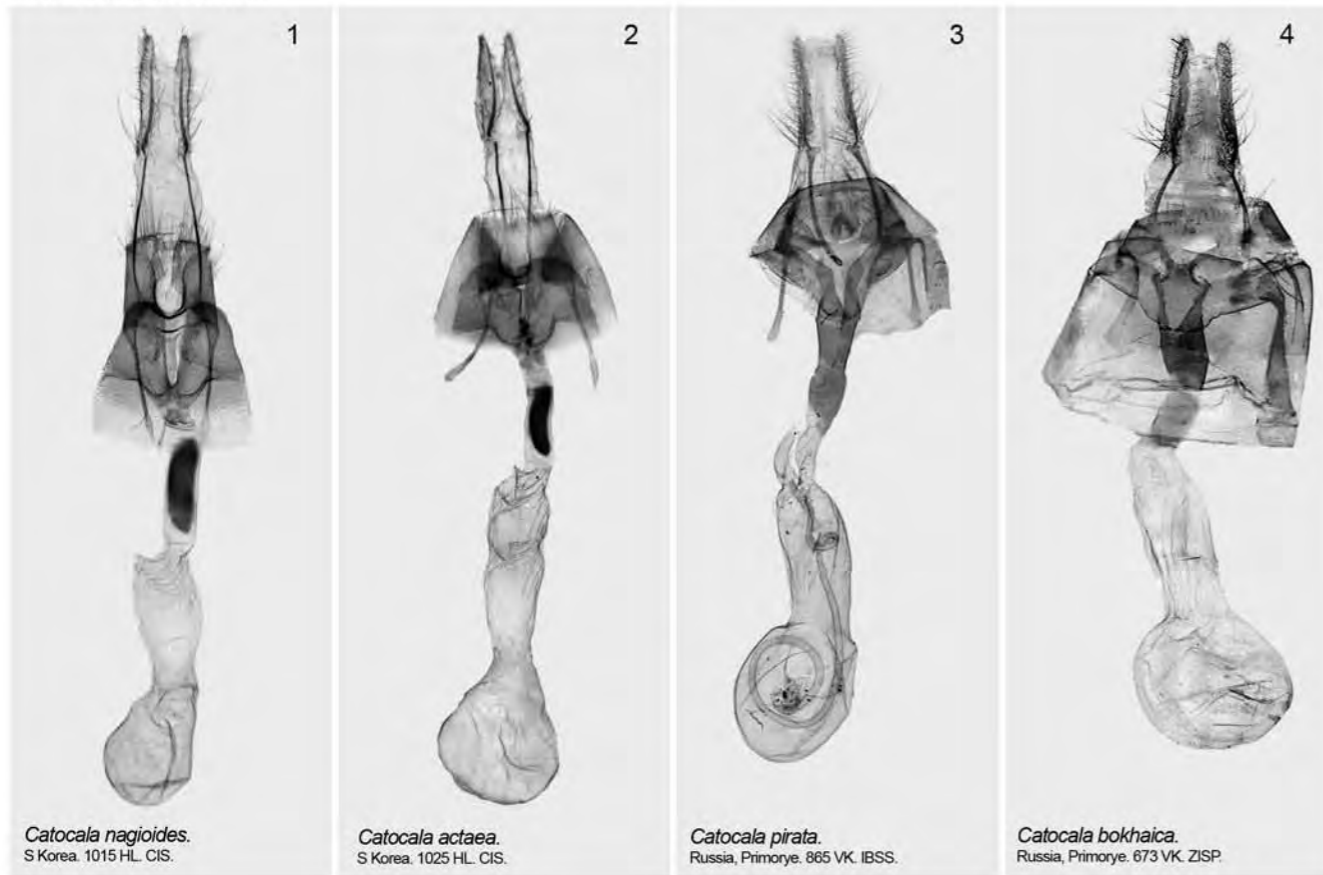 1
2
3
4
Catocala nagioides.
S Korea. 1015 HL. CIS.
Catocala actaea.
S Korea. 1025 HL. CIS.
Catocala pirata.
Russia, Primorye. 865 VK. IBSS.
Catocala bokhaica.
Russia, Primorye. 673 VK. ZISP.